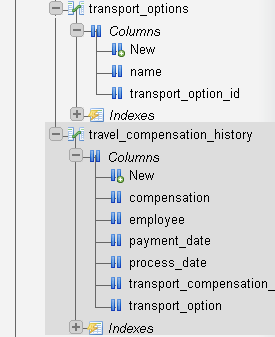 transport_options
Columns
New
name
transport_option_id
Indexes
travel_compensation_history
Columns
New
compensation
employee
payment_date
process_date
transport_compensation_
transport_option
Indexes